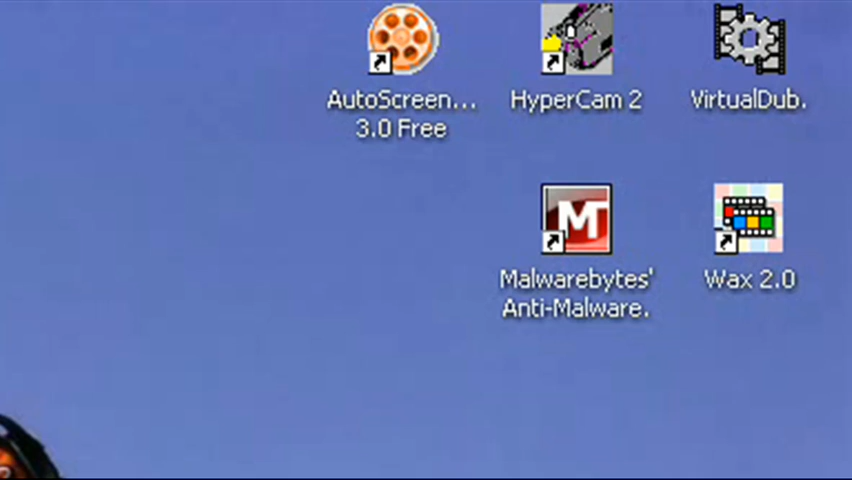 AutoScreen...
3.0 Free
HyperCam 2
VirtualDub.
Malwarebytes'
Anti-Malware.
Wax 2.0